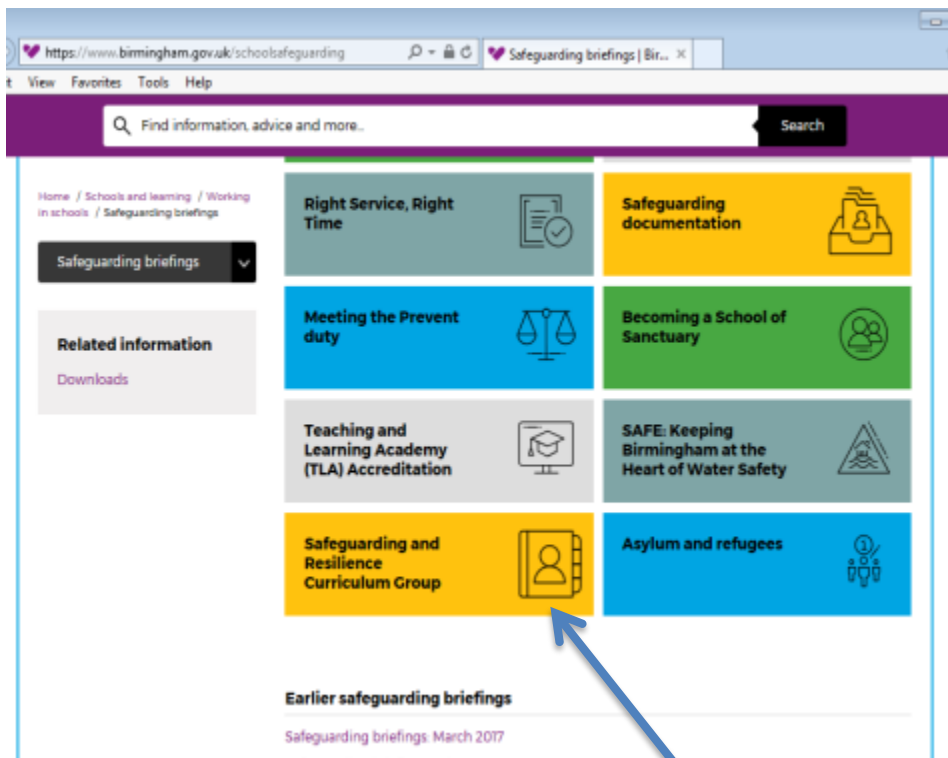 https://www.birmingham.gov.uk/schoolsafeguarding
Safeguarding briefings | Bir...
View Favorites Tools Help
Find information, advice and more..
Search
Home / Schools and learning / Working
in schools / Safeguarding briefings
Safeguarding briefings
Related information
Downloads
Right Service, Right
Time
Safeguarding
documentation
Meeting the Prevent
duty
Becoming a School of
Sanctuary
Teaching and
Learning Academy
(TLA) Accreditation
SAFE: Keeping
Birmingham at the
Heart of Water Safety
Safeguarding and
Resilience
Curriculum Group
Asylum and refugees
Earlier safeguarding briefings
Safeguarding briefings: March 2017